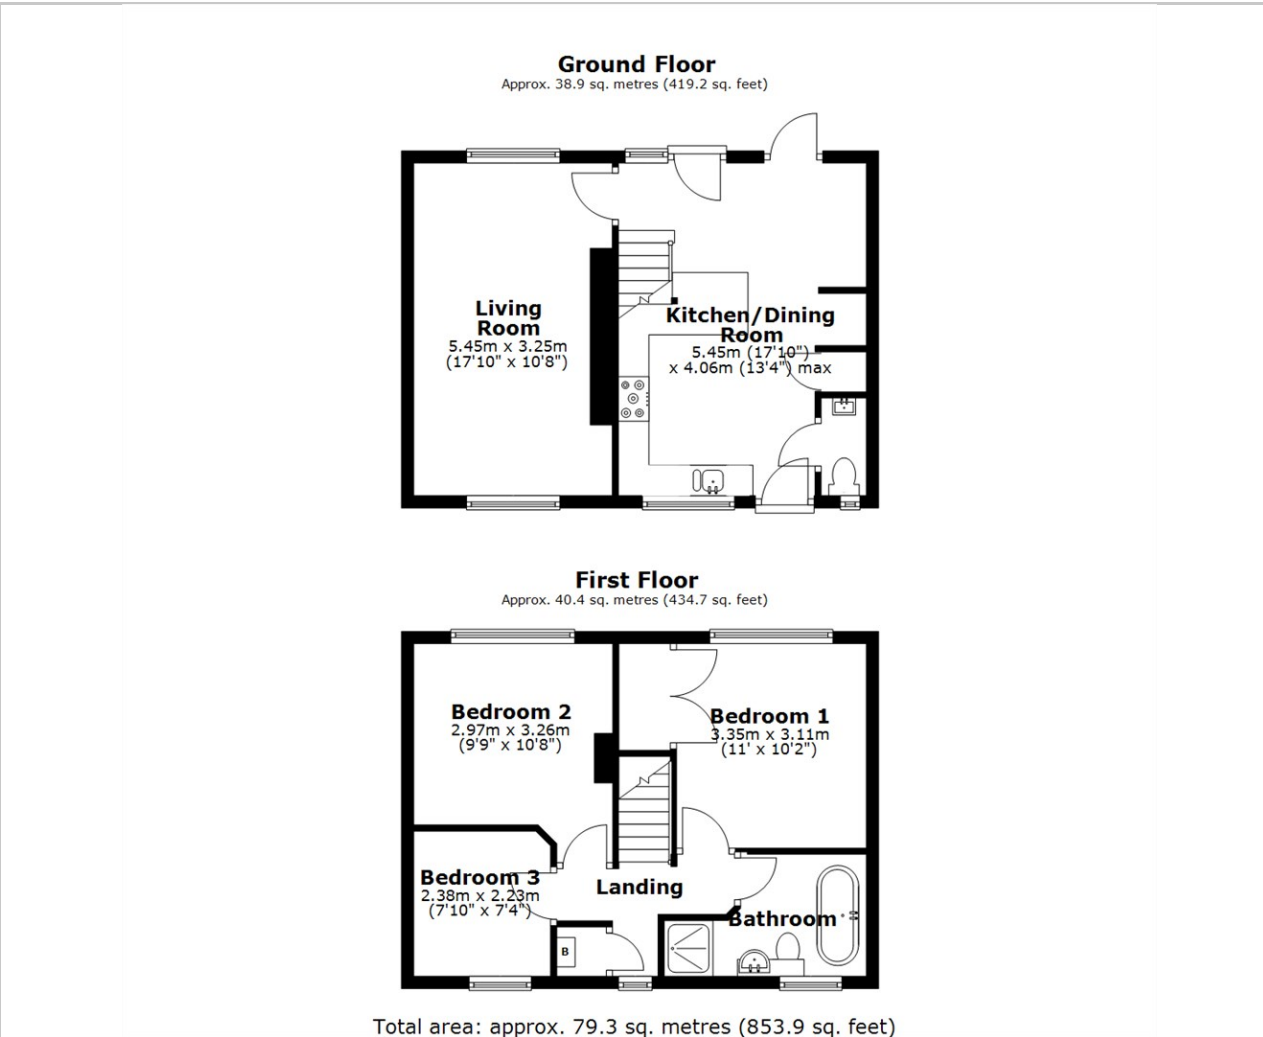 Ground Floor
Approx. 38.9 sq. metres (419.2 sq. feet)
Living
Room
5.45m x 3.25m
(17'10" x 10'8")
Kitchen/Dining
Room
5.45m (17'10")
x 4.06m (13'4") max
First Floor
Approx. 40.4 sq. metres (434.7 sq. feet)
Bedroom 2
2.97m x 3.26m
(9'9" x 10'8")
Bedroom 1
3.35m x 3.11m
(11' x 10'2")
Bedroom 3
2.38m x 2.23m
(7'10" x 7'4")
Landing
Bathroom
B
Total area: approx. 79.3 sq. metres (853.9 sq. feet)